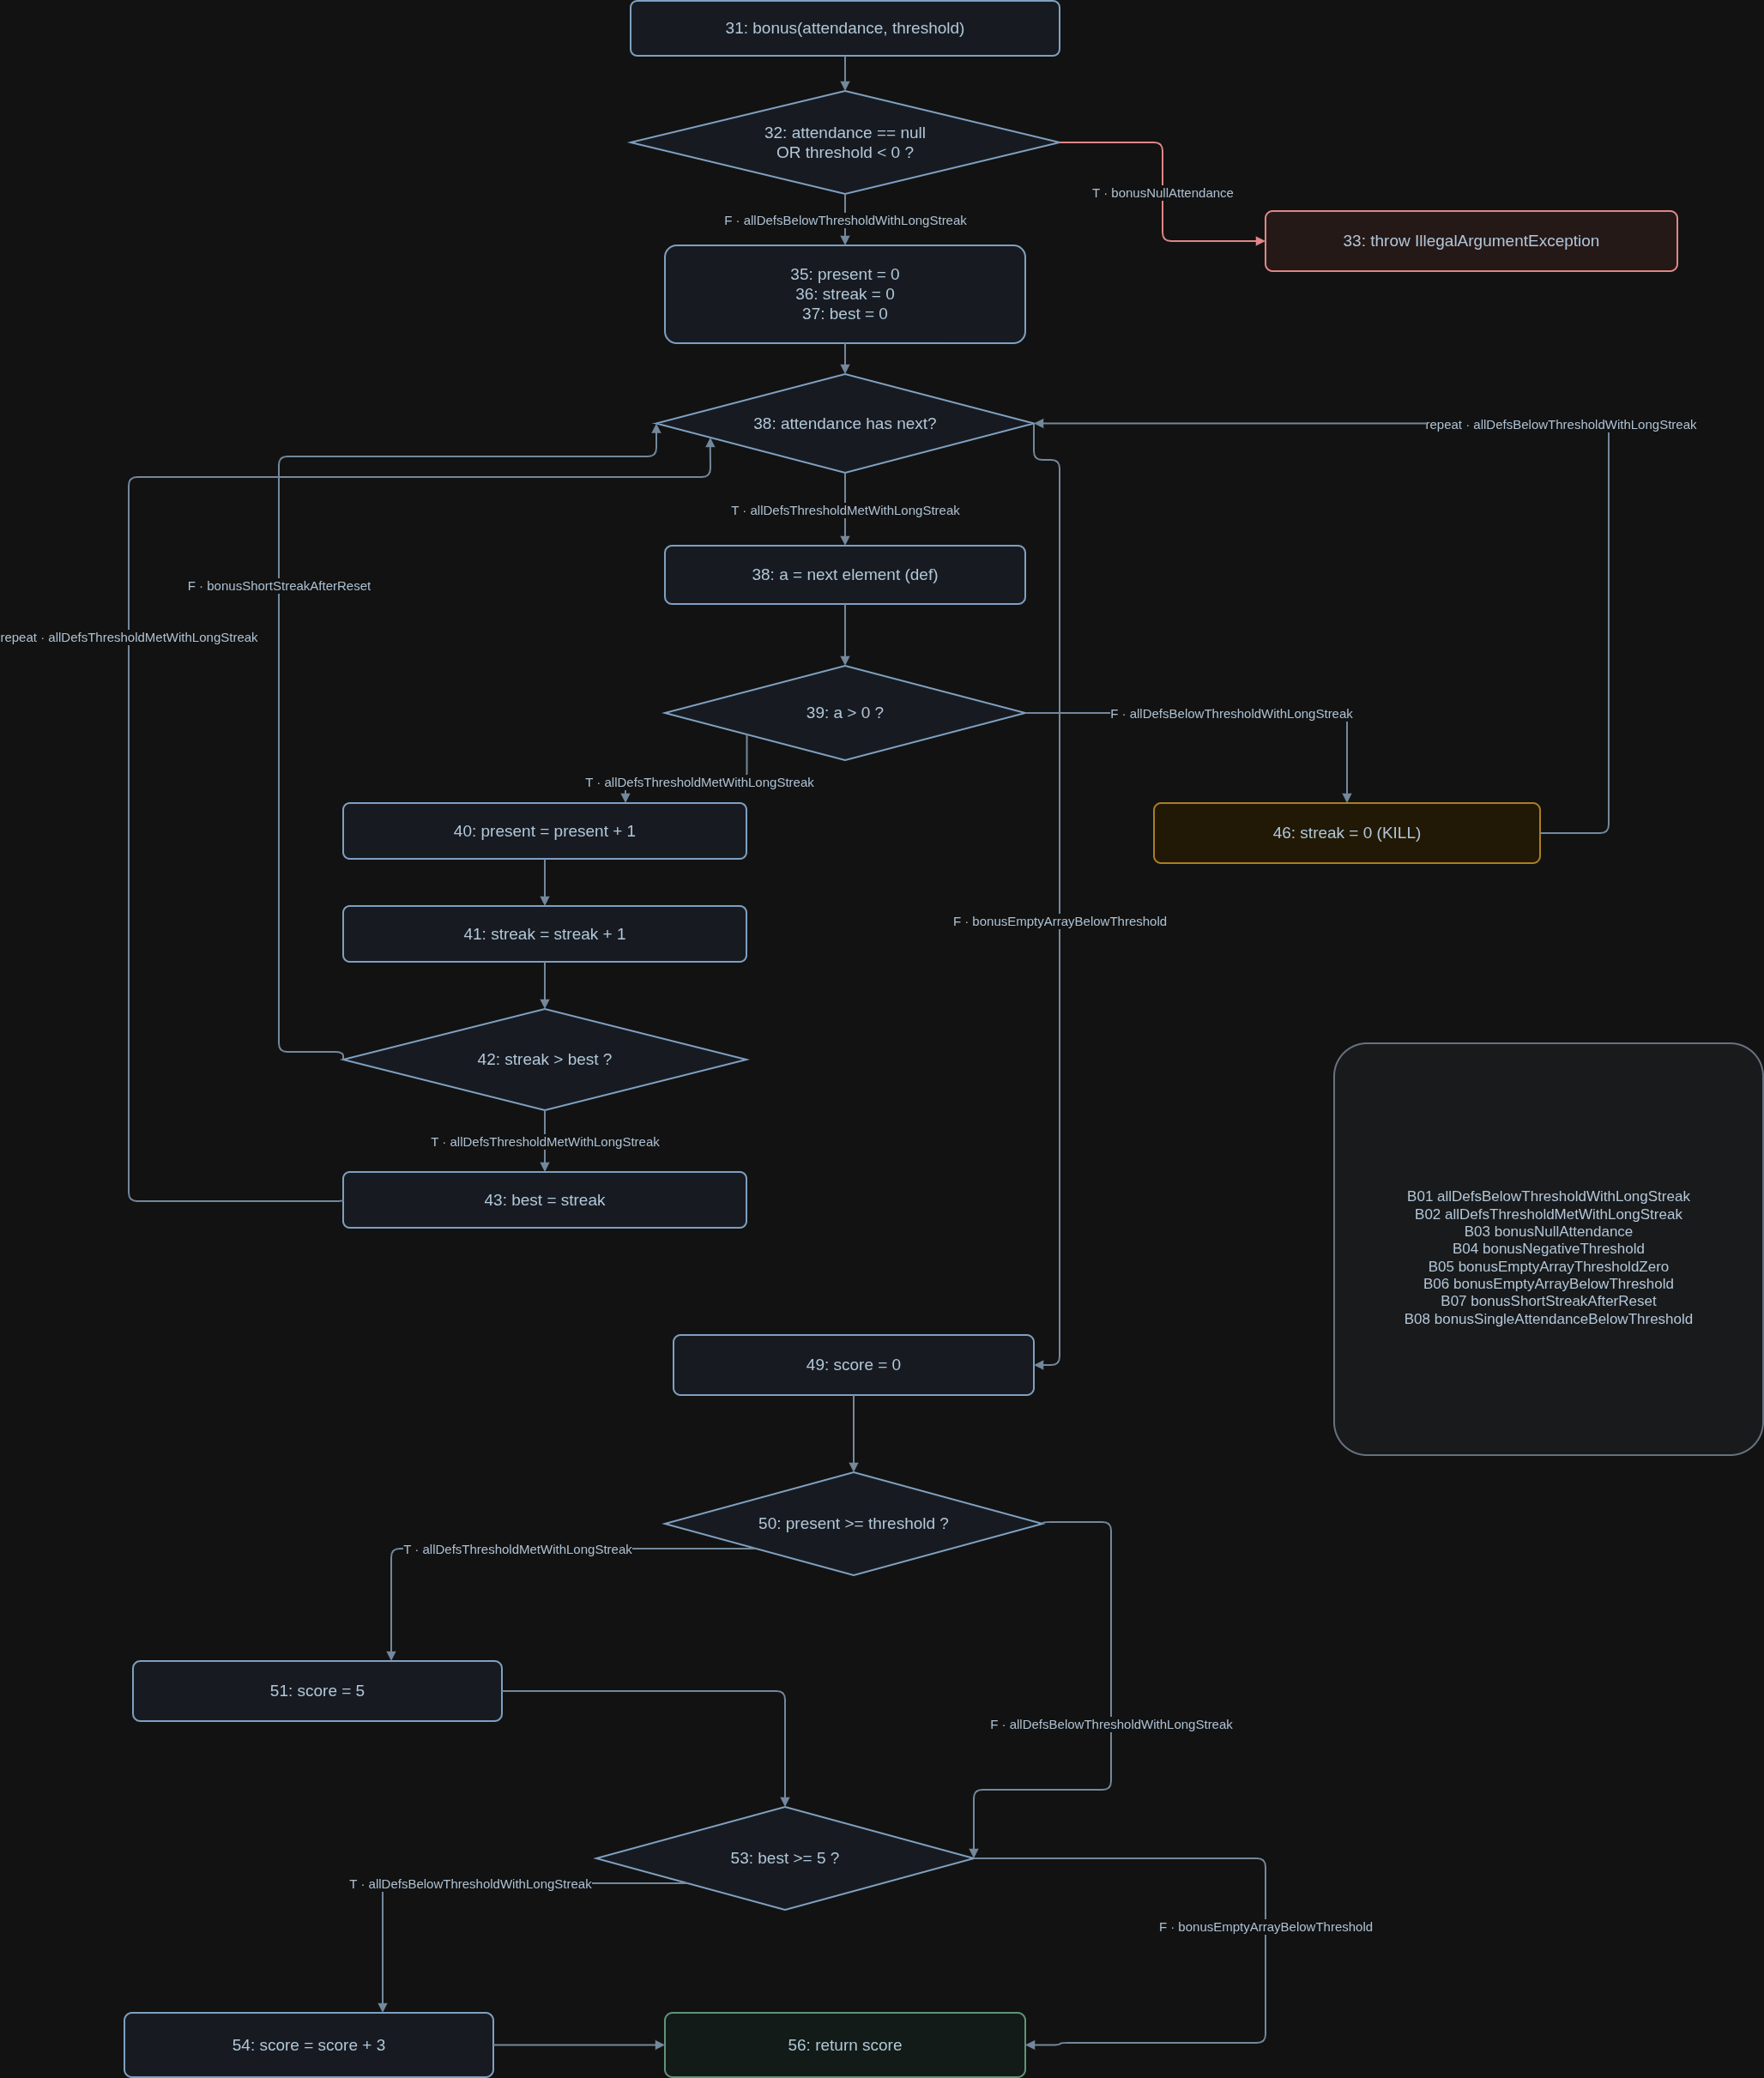 31: bonus(attendance, threshold)
32: attendance == null
OR threshold < 0 ?
T · bonusNullAttendance
F · allDefsBelowThresholdWithLongStreak
33: throw IllegalArgumentException
35: present = 0
36: streak = 0
37: best = 0
38: attendance has next?
repeat · allDefsBelowThresholdWithLongStreak
T · allDefsThresholdMetWithLongStreak
38: a = next element (def)
F · bonusShortStreakAfterReset
repeat · allDefsThresholdMetWithLongStreak
39: a > 0 ?
F · allDefsBelowThresholdWithLongStreak
T · allDefsThresholdMetWithLongStreak
40: present = present + 1
46: streak = 0 (KILL)
F · bonusEmptyArrayBelowThreshold
41: streak = streak + 1
42: streak > best ?
T · allDefsThresholdMetWithLongStreak
43: best = streak
B01 allDefsBelowThresholdWithLongStreak
B02 allDefsThresholdMetWithLongStreak
B03 bonusNullAttendance
B04 bonusNegativeThreshold
B05 bonusEmptyArrayThresholdZero
B06 bonusEmptyArrayBelowThreshold
B07 bonusShortStreakAfterReset
B08 bonusSingleAttendanceBelowThreshold
49: score = 0
50: present >= threshold ?
T · allDefsThresholdMetWithLongStreak
51: score = 5
F · allDefsBelowThresholdWithLongStreak
53: best >= 5 ?
T · allDefsBelowThresholdWithLongStreak
F · bonusEmptyArrayBelowThreshold
54: score = score + 3
56: return score